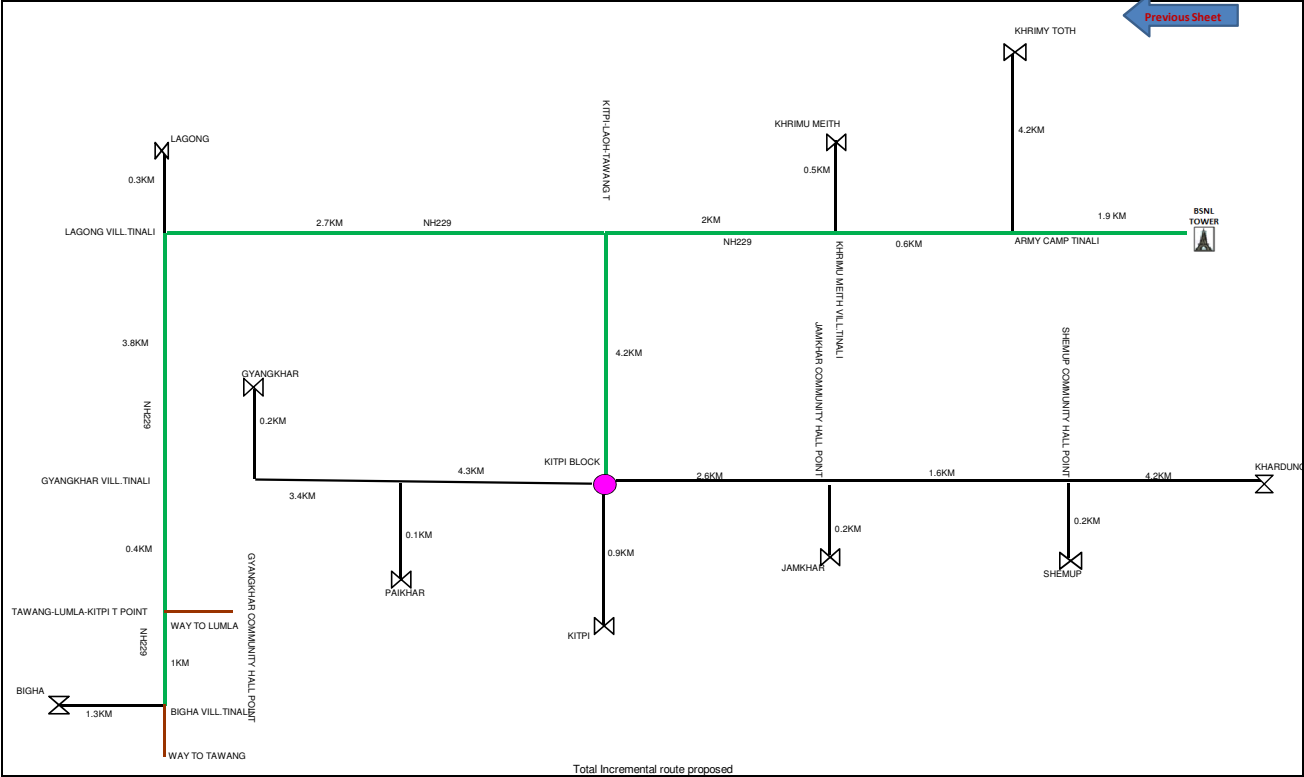 Previous Sheet
KHRIMY TOTH
KITPI-LAOH-TAWANG T
KHRIMU MEITH
4.2KM
LAGONG
0.5KM
0.3KM
BSNL
TOWER
1.9 KM
2.7KM
NH229
2KM
LAGONG VILL.TINALI
NH229
0.6KM
ARMY CAMP TINALI
KHRIMU MEITH VILL.TINALI
JAMKHAR COMMUNITY HALL POINT
SHEMUP COMMUNITY HALL POINT
3.8KM
4.2KM
GYANGKHAR
NH229
0.2KM
KITPI BLOCK
4.3KM
2.6KM
1.6KM
4.2KM
KHARDUNG
GYANGKHAR VILL.TINALI
3.4KM
0.1KM
0.2KM
0.2KM
0.4KM
0.9KM
GYANGKHAR COMMUNITY HALL POINT
JAMKHAR
SHEMUP
PAIKHAR
TAWANG-LUMLA-KITPI T POINT
WAY TO LUMLA
KITPI
NH229
1KM
BIGHA
1.3KM
BIGHA VILL.TINALI
WAY TO TAWANG
Total Incremental route proposed